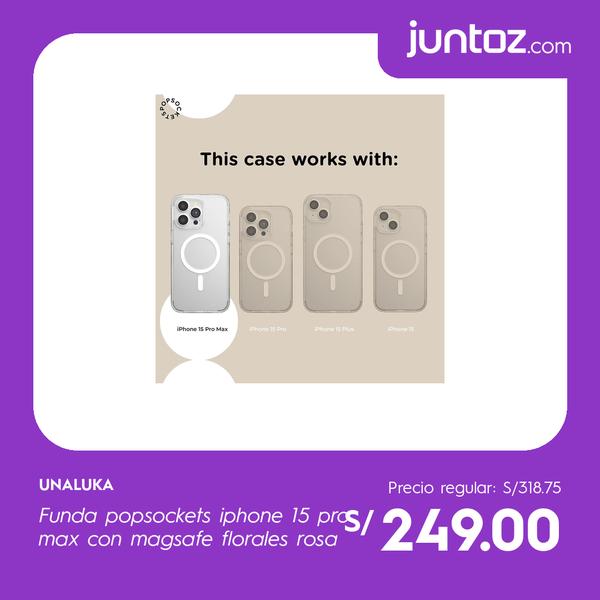 juntoz.com
POPSOCKETS
This case works with:
iPhone 15 Pro Max
iPhone 15 Pro
iPhone 15 Plus
iPhone 15
UNALUKA
Funda popsockets iphone 15 pro
max con magsafe florales rosa
Precio regular: S/318.75
S/249.00